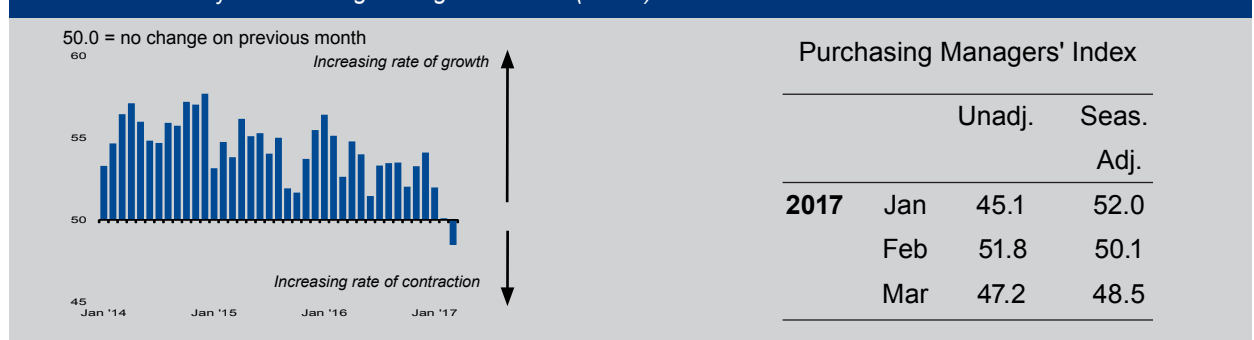 50.0 = no change on previous month
60
Increasing rate of growth
55
50
Increasing rate of contraction
45
Jan '14 Jan '15 Jan '16 Jan '17
Purchasing Managers' Index
Unadj. Seas.
Adj.
2017 Jan 45.1 52.0
Feb 51.8 50.1
Mar 47.2 48.5